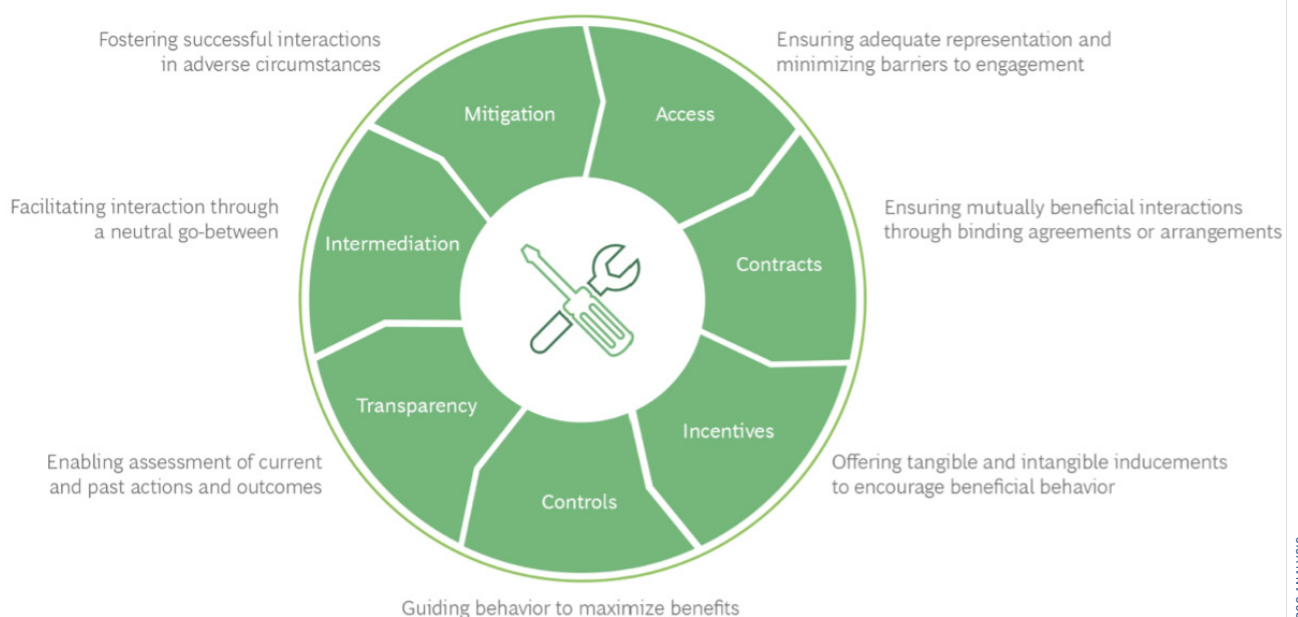 Fostering successful interactions
in adverse circumstances
Ensuring adequate representation and
minimizing barriers to engagement
Mitigation
Access
Facilitating interaction through
a neutral go-between
Ensuring mutually beneficial interactions
through binding agreements or arrangements
Intermediation
Contracts
Transparency
Incentives
Enabling assessment of current
and past actions and outcomes
Offering tangible and intangible inducements
to encourage beneficial behavior
Controls
Guiding behavior to maximize benefits